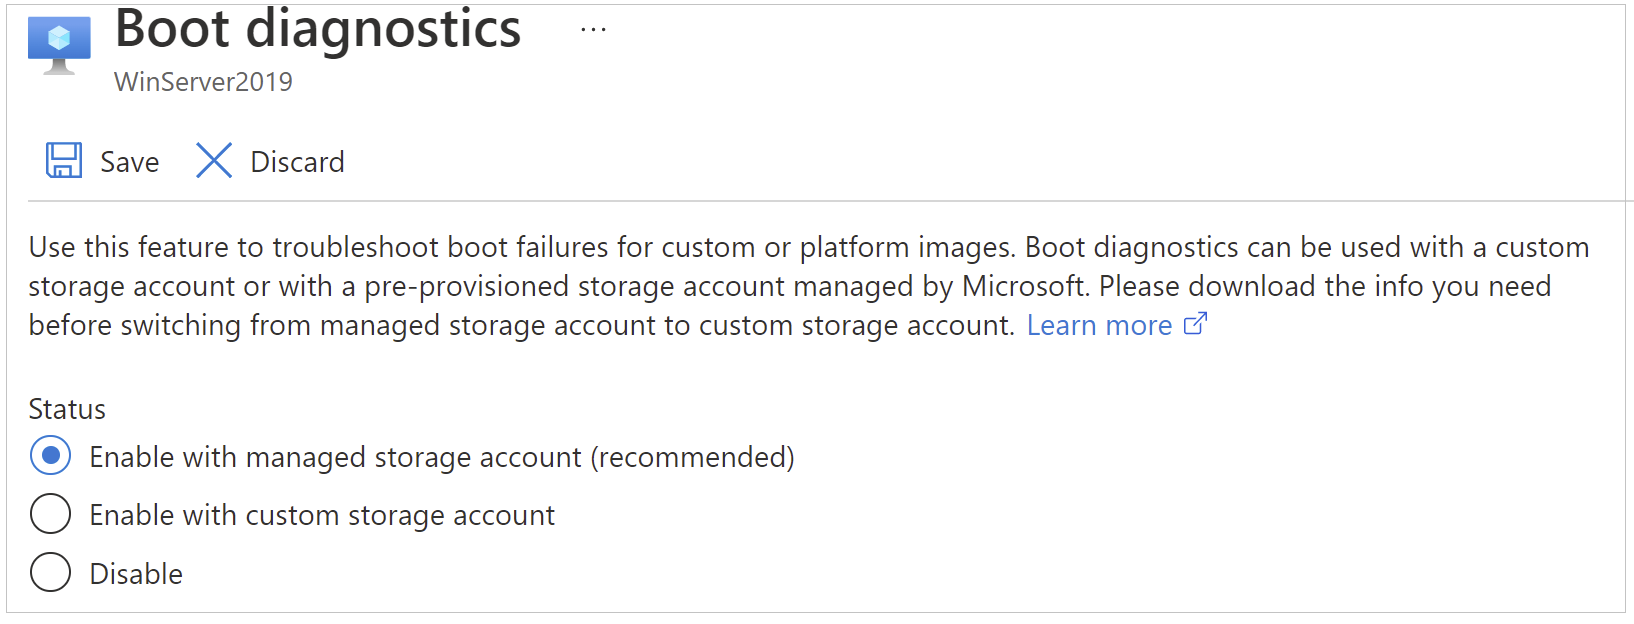 Boot diagnostics ...
WinServer2019
Save Discard
Use this feature to troubleshoot boot failures for custom or platform images. Boot diagnostics can be used with a custom
storage account or with a pre-provisioned storage account managed by Microsoft. Please download the info you need
before switching from managed storage account to custom storage account. Learn more
Status
Enable with managed storage account (recommended)
Enable with custom storage account
Disable